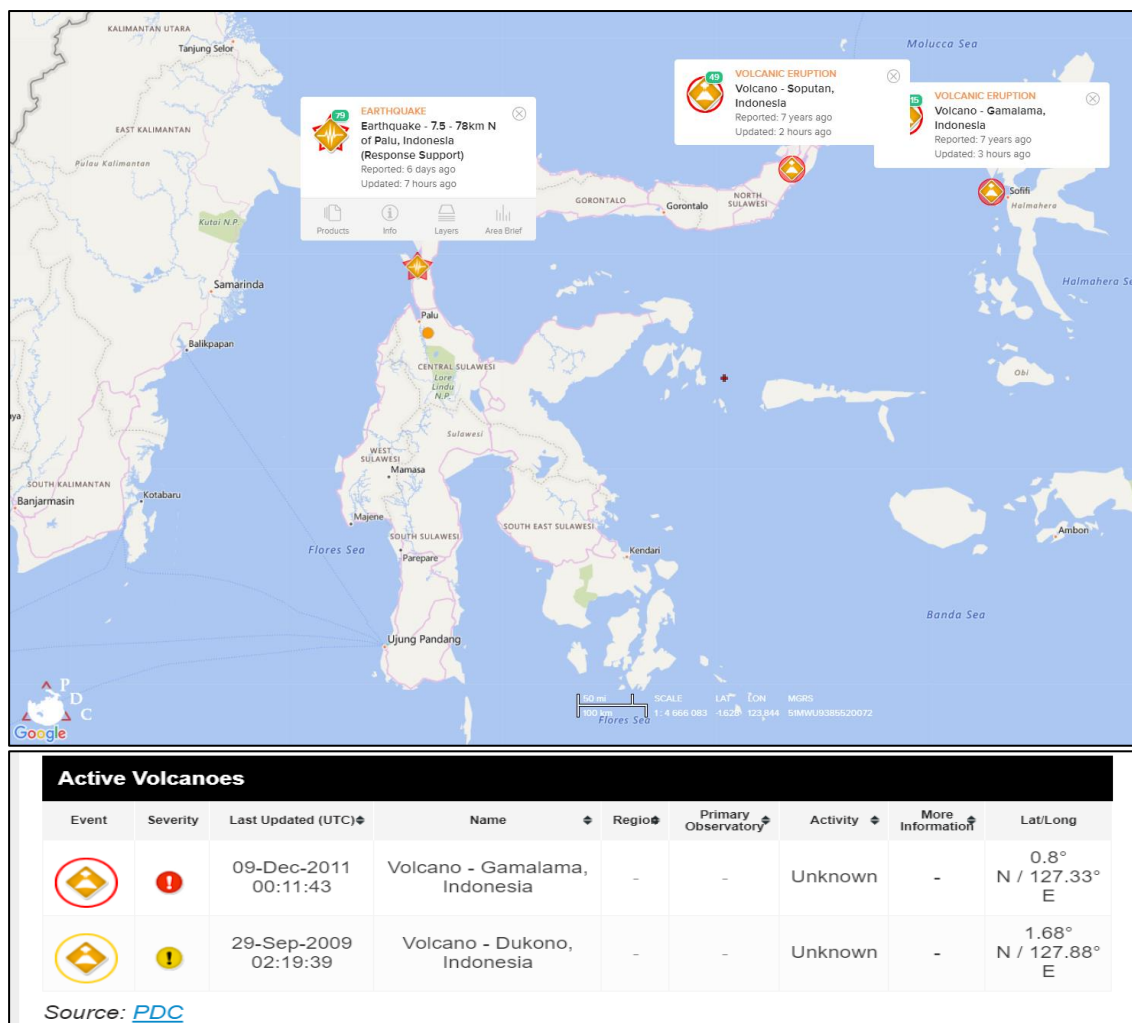 KALIMANTAN UTARA
Tanjung Selor
Molucca Sea
49
VOLCANIC ERUPTION
Volcano - Soputan,
Indonesia
Reported: 7 years ago
Updated: 2 hours ago
15
VOLCANIC ERUPTION
Volcano - Gamalama,
Indonesia
Reported: 7 years ago
Updated: 3 hours ago
79
EARTHQUAKE
Earthquake - 7.5 - 78km N
of Palu, Indonesia
(Response Support)
Reported: 6 days ago
Updated: 7 hours ago
Products
Info
Layers
Area Brief
EAST KALIMANTAN
Pulau Kalimantan
Kutai N.P.
GORONTALO
Gorontalo
NORTH
SULAWESI
Sofifi
Halmahera
Samarinda
Halmahera Se
Palu
Balikpapan
CENTRAL SULAWESI
Lore
Lindu
N.P.
Obi
aya
Sulawesi
WEST
SULAWESI
Mamasa
SOUTH KALIMANTAN
Banjarmasin
Kotabaru
Majene
SOUTH EAST SULAWESI
SOUTH SULAWESI
Flores Sea
Parepare
Kendari
Ambon
Banda Sea
Ujung Pandang
P
D
C
Google
50 mi
100 km
SCALE
LAT
LON
MGRS
1 : 4 666 083
-1.628
123.844
51MWU9385520072
Flores Sea
Active Volcanoes
Event Severity Last Updated (UTC) Name Region Primary Observatory Activity More Information Lat/Long
09-Dec-2011
00:11:43
Volcano - Gamalama,
Indonesia
-
-
Unknown
-
0.8°
N / 127.33°
E
29-Sep-2009
02:19:39
Volcano - Dukono,
Indonesia
-
-
Unknown
-
1.68°
N / 127.88°
E
Source: PDC